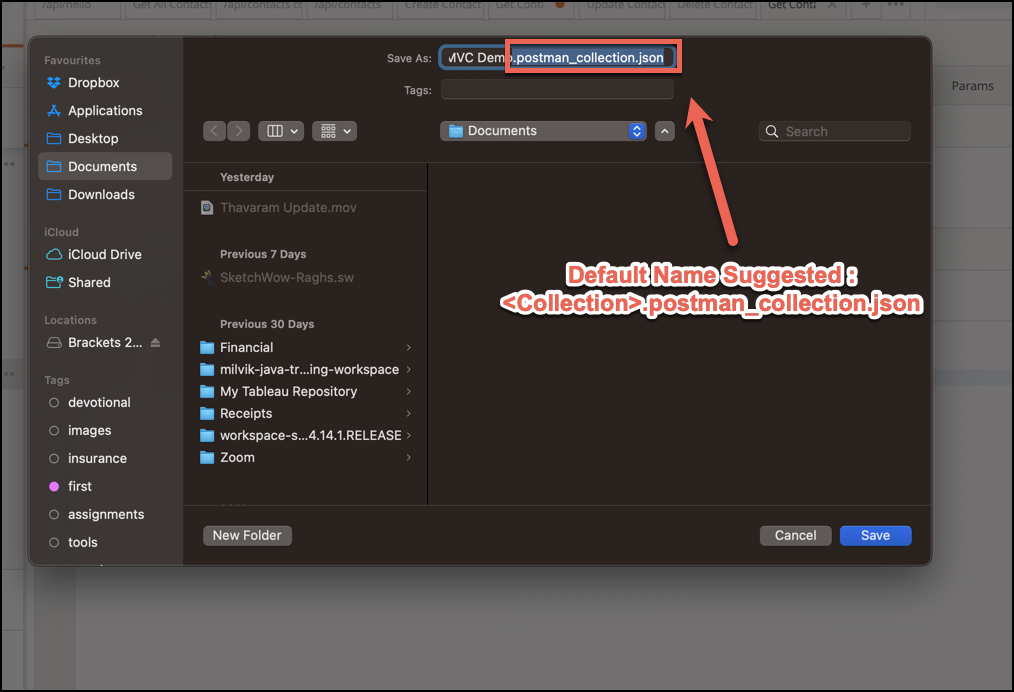 /api/hello Get All Contacts /api/contacts co /api/contacts Create Contact Get Conta Update Contact Delete Contact Get Conta
Params
Save As: MVC Demo.postman_collection.json
Tags:
Documents
Search
Favourites
Dropbox
Applications
Desktop
Documents
Downloads
iCloud
iCloud Drive
Shared
Locations
Brackets 2...
Tags
devotional
images
insurance
first
assignments
tools
Yesterday
Thavaram Update.mov
Previous 7 Days
SketchWow-Raghs.sw
Previous 30 Days
Financial
milvik-java-tr...ing-workspace
My Tableau Repository
Receipts
workspace-s...4.14.1.RELEASE
Zoom
Default Name Suggested :
<Collection>.postman_collection.json
New Folder
Cancel
Save